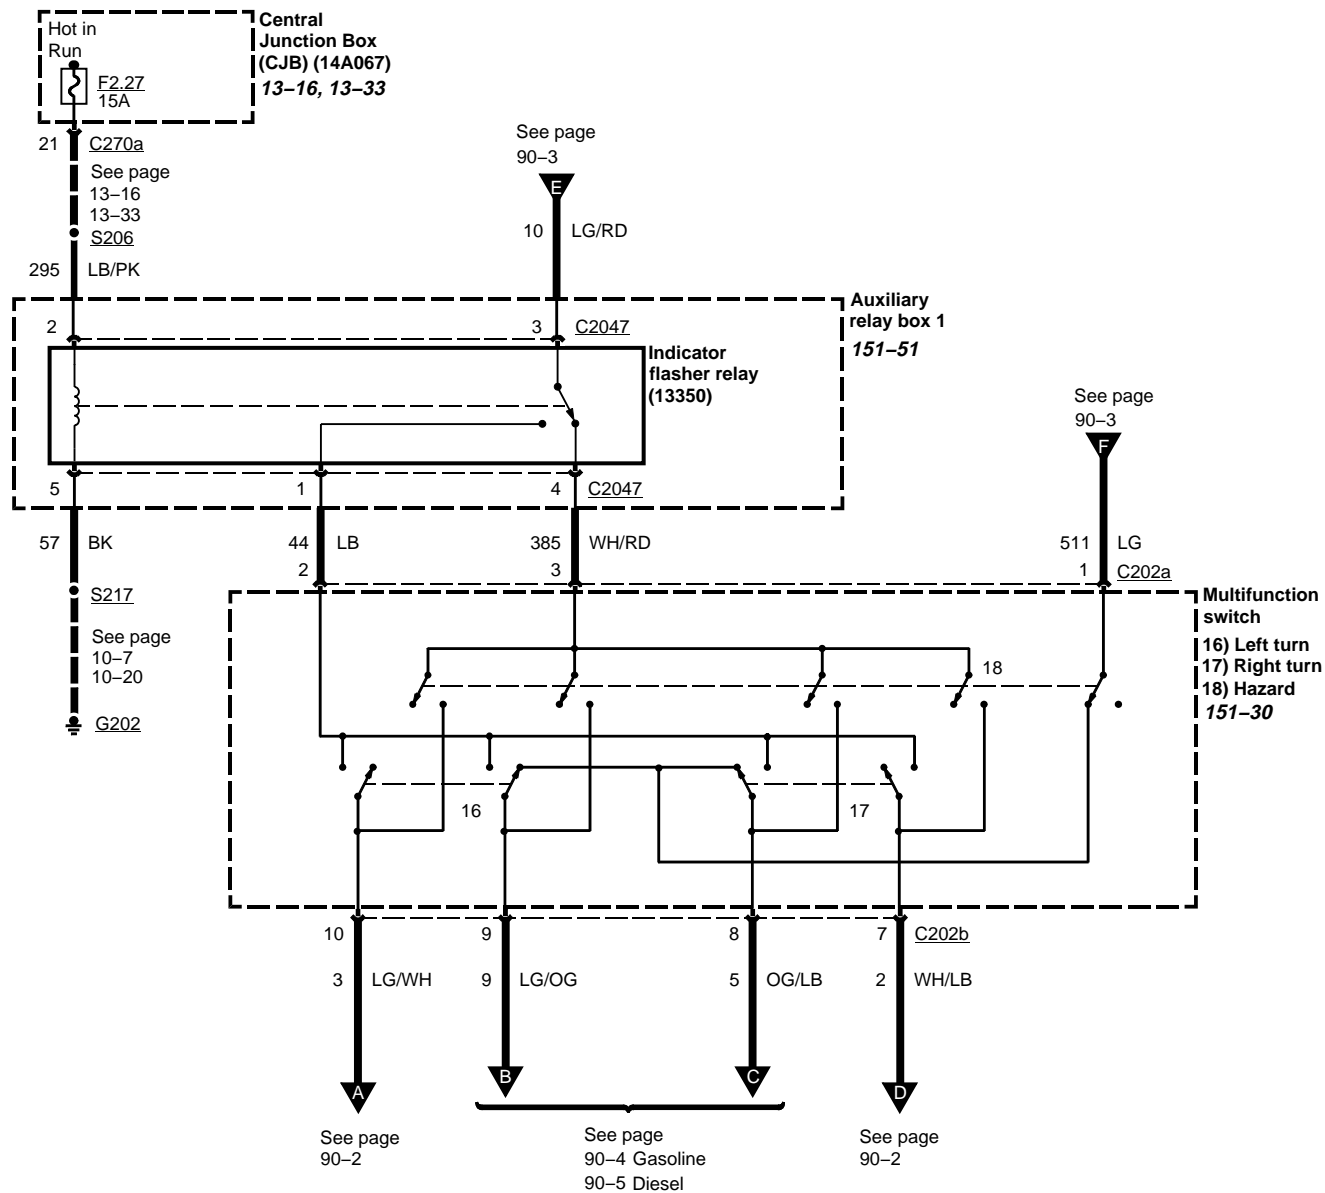 Hot in
Run
F2.27
15A
Central
Junction Box
(CJB) (14A067)
13–16, 13–33
21 C270a
See page
13–16
13–33
S206
295 LB/PK
See page
90–3
E
10 LG/RD
Auxiliary
relay box 1
151–51
2 3 C2047
Indicator
flasher relay
(13350)
See page
90–3
F
5 1 4 C2047
57 BK 44 LB 385 WH/RD 511 LG
2 3 1 C202a
S217
See page
10–7
10–20
G202
Multifunction
switch
16) Left turn
17) Right turn
18) Hazard
151–30
18
16 17
10 9 8 7 C202b
3 LG/WH 9 LG/OG 5 OG/LB 2 WH/LB
A B C D
See page
90–2
See page
90–4 Gasoline
90–5 Diesel
See page
90–2